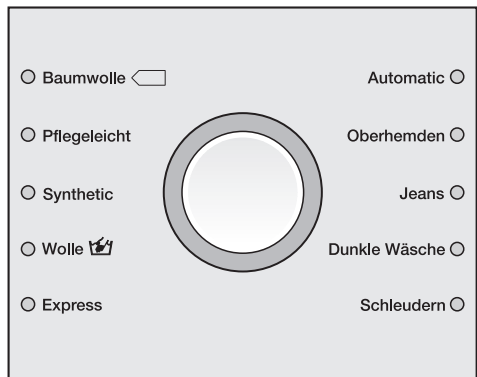 Baumwolle
Pflegeleicht
Synthetic
Wolle
Express
Automatic
Oberhemden
Jeans
Dunkle Wäsche
Schleudern